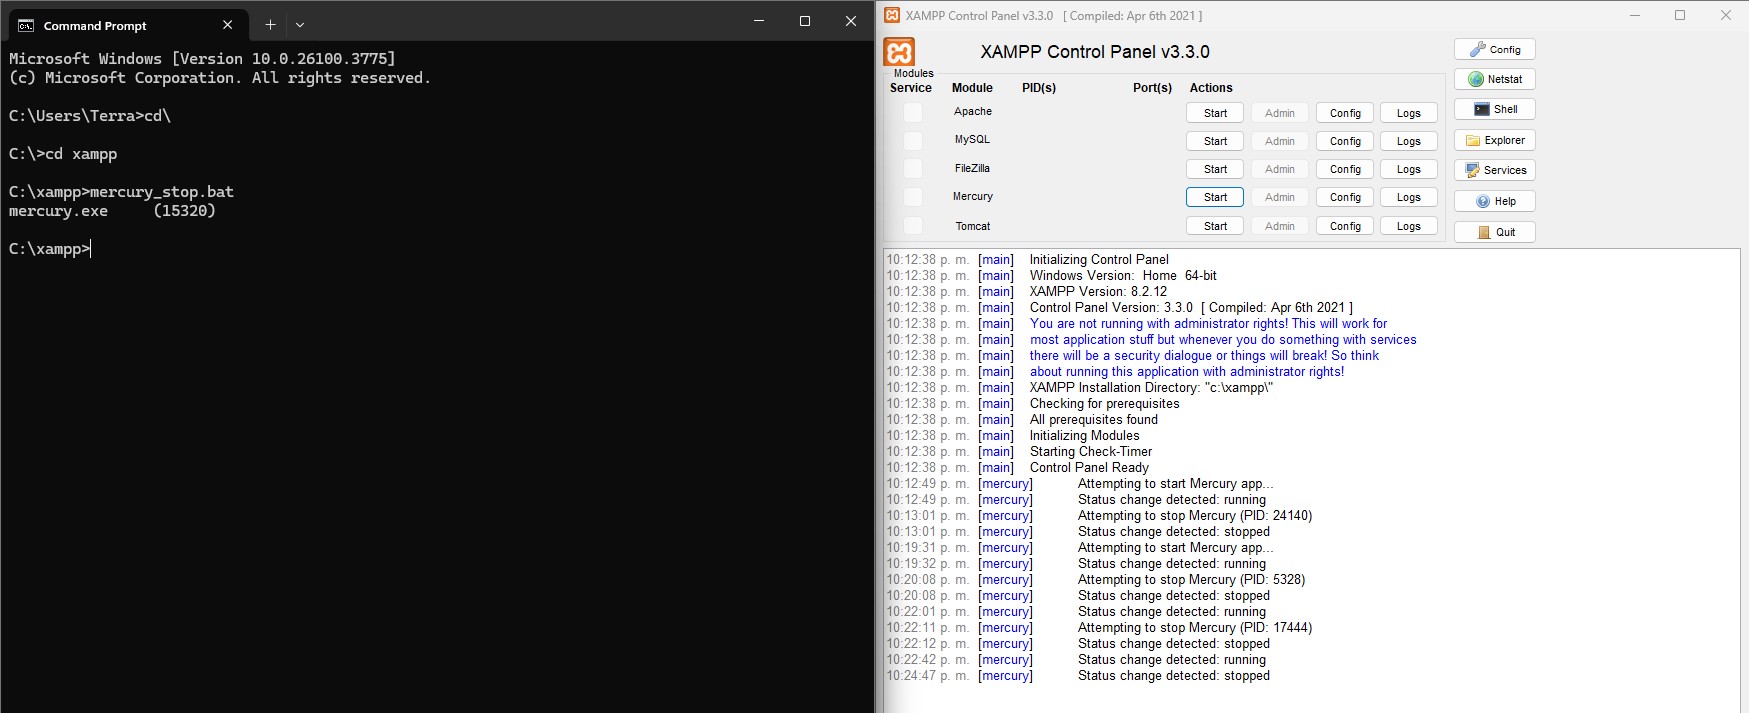 Command Prompt
Microsoft Windows [Version 10.0.26100.3775]
(c) Microsoft Corporation. All rights reserved.
C:\Users\Terra>cd\
C:\>cd xampp
C:\xampp>mercury_stop.bat
mercury.exe     (15320)
C:\xampp>
XAMPP Control Panel v3.3.0   [ Compiled: Apr 6th 2021 ]
XAMPP Control Panel v3.3.0
Config
Modules
Service Module PID(s) Port(s) Actions
Netstat
Apache Start Admin Config Logs
Shell
MySQL Start Admin Config Logs
Explorer
FileZilla Start Admin Config Logs
Services
Mercury Start Admin Config Logs
Help
Tomcat Start Admin Config Logs
Quit
10:12:38 p. m. [main] Initializing Control Panel
10:12:38 p. m. [main] Windows Version:  Home  64-bit
10:12:38 p. m. [main] XAMPP Version: 8.2.12
10:12:38 p. m. [main] Control Panel Version: 3.3.0  [ Compiled: Apr 6th 2021 ]
10:12:38 p. m. [main] You are not running with administrator rights! This will work for
10:12:38 p. m. [main] most application stuff but whenever you do something with services
10:12:38 p. m. [main] there will be a security dialogue or things will break! So think
10:12:38 p. m. [main] about running this application with administrator rights!
10:12:38 p. m. [main] XAMPP Installation Directory: "c:\xampp\"
10:12:38 p. m. [main] Checking for prerequisites
10:12:38 p. m. [main] All prerequisites found
10:12:38 p. m. [main] Initializing Modules
10:12:38 p. m. [main] Starting Check-Timer
10:12:38 p. m. [main] Control Panel Ready
10:12:49 p. m. [mercury] Attempting to start Mercury app...
10:12:49 p. m. [mercury] Status change detected: running
10:13:01 p. m. [mercury] Attempting to stop Mercury (PID: 24140)
10:13:01 p. m. [mercury] Status change detected: stopped
10:19:31 p. m. [mercury] Attempting to start Mercury app...
10:19:32 p. m. [mercury] Status change detected: running
10:20:08 p. m. [mercury] Attempting to stop Mercury (PID: 5328)
10:20:08 p. m. [mercury] Status change detected: stopped
10:22:01 p. m. [mercury] Status change detected: running
10:22:11 p. m. [mercury] Attempting to stop Mercury (PID: 17444)
10:22:12 p. m. [mercury] Status change detected: stopped
10:22:42 p. m. [mercury] Status change detected: running
10:24:47 p. m. [mercury] Status change detected: stopped